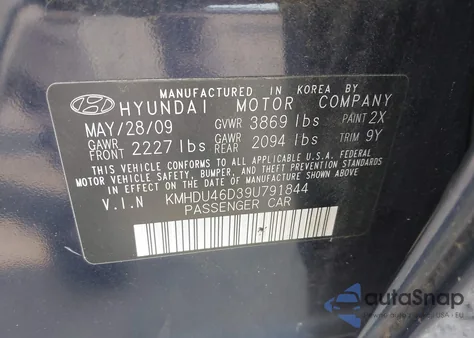 MANUFACTURED IN KOREA BY
HYUNDAI MOTOR COMPANY
MAY/28/09 GVWR 3869 lbs PAINT 2X
FRONT 2227 lbs REAR 2094 lbs TRIM 9Y
THIS VEHICLE CONFORMS TO ALL APPLICABLE U.S.A. FEDERAL
MOTOR VEHICLE SAFETY, BUMPER, AND THEFT PREVENTION STANDARDS
IN EFFECT ON THE DATE OF MANUFACTURE SHOWN ABOVE.
V.I.N KMHDU46D39U791844
PASSENGER CAR
autoSnap